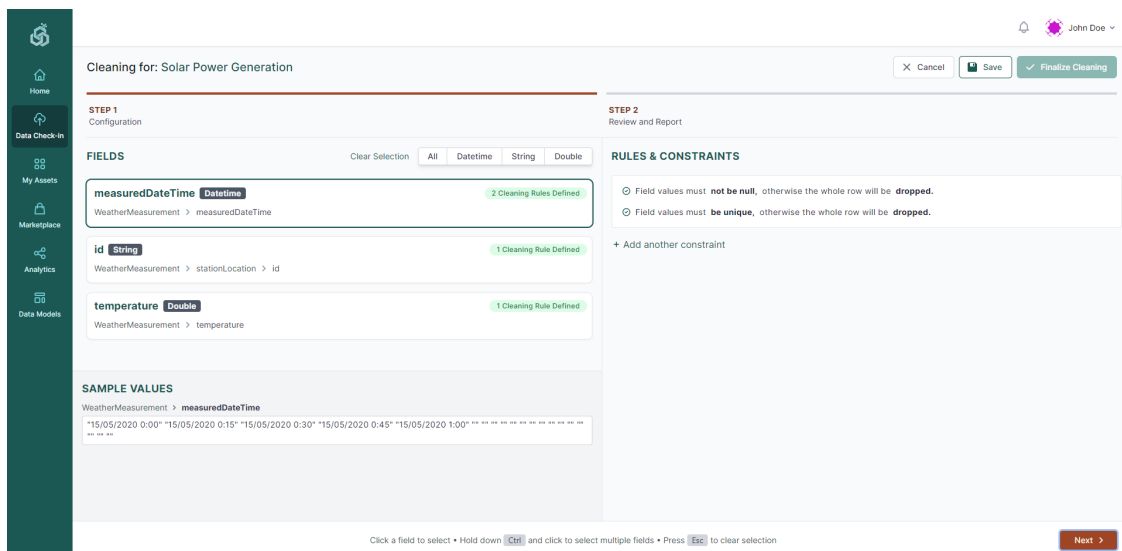 John Doe
Home
Data Check-in
My Assets
Marketplace
Analytics
Data Models
Cleaning for: Solar Power Generation
Cancel
Save
Finalize Cleaning
STEP 1
Configuration
STEP 2
Review and Report
FIELDS
Clear Selection
All
Datetime
String
Double
measuredDateTime Datetime
2 Cleaning Rules Defined
WeatherMeasurement > measuredDateTime
id String
1 Cleaning Rule Defined
WeatherMeasurement > stationLocation > id
temperature Double
1 Cleaning Rule Defined
WeatherMeasurement > temperature
RULES & CONSTRAINTS
Field values must not be null, otherwise the whole row will be dropped.
Field values must be unique, otherwise the whole row will be dropped.
+ Add another constraint
SAMPLE VALUES
WeatherMeasurement > measuredDateTime
"15/05/2020 0:00" "15/05/2020 0:15" "15/05/2020 0:30" "15/05/2020 0:45" "15/05/2020 1:00" "" "" "" "" "" "" "" "" "" "" "" ""
"" "" ""
Click a field to select • Hold down Ctrl and click to select multiple fields • Press Esc to clear selection
Next >